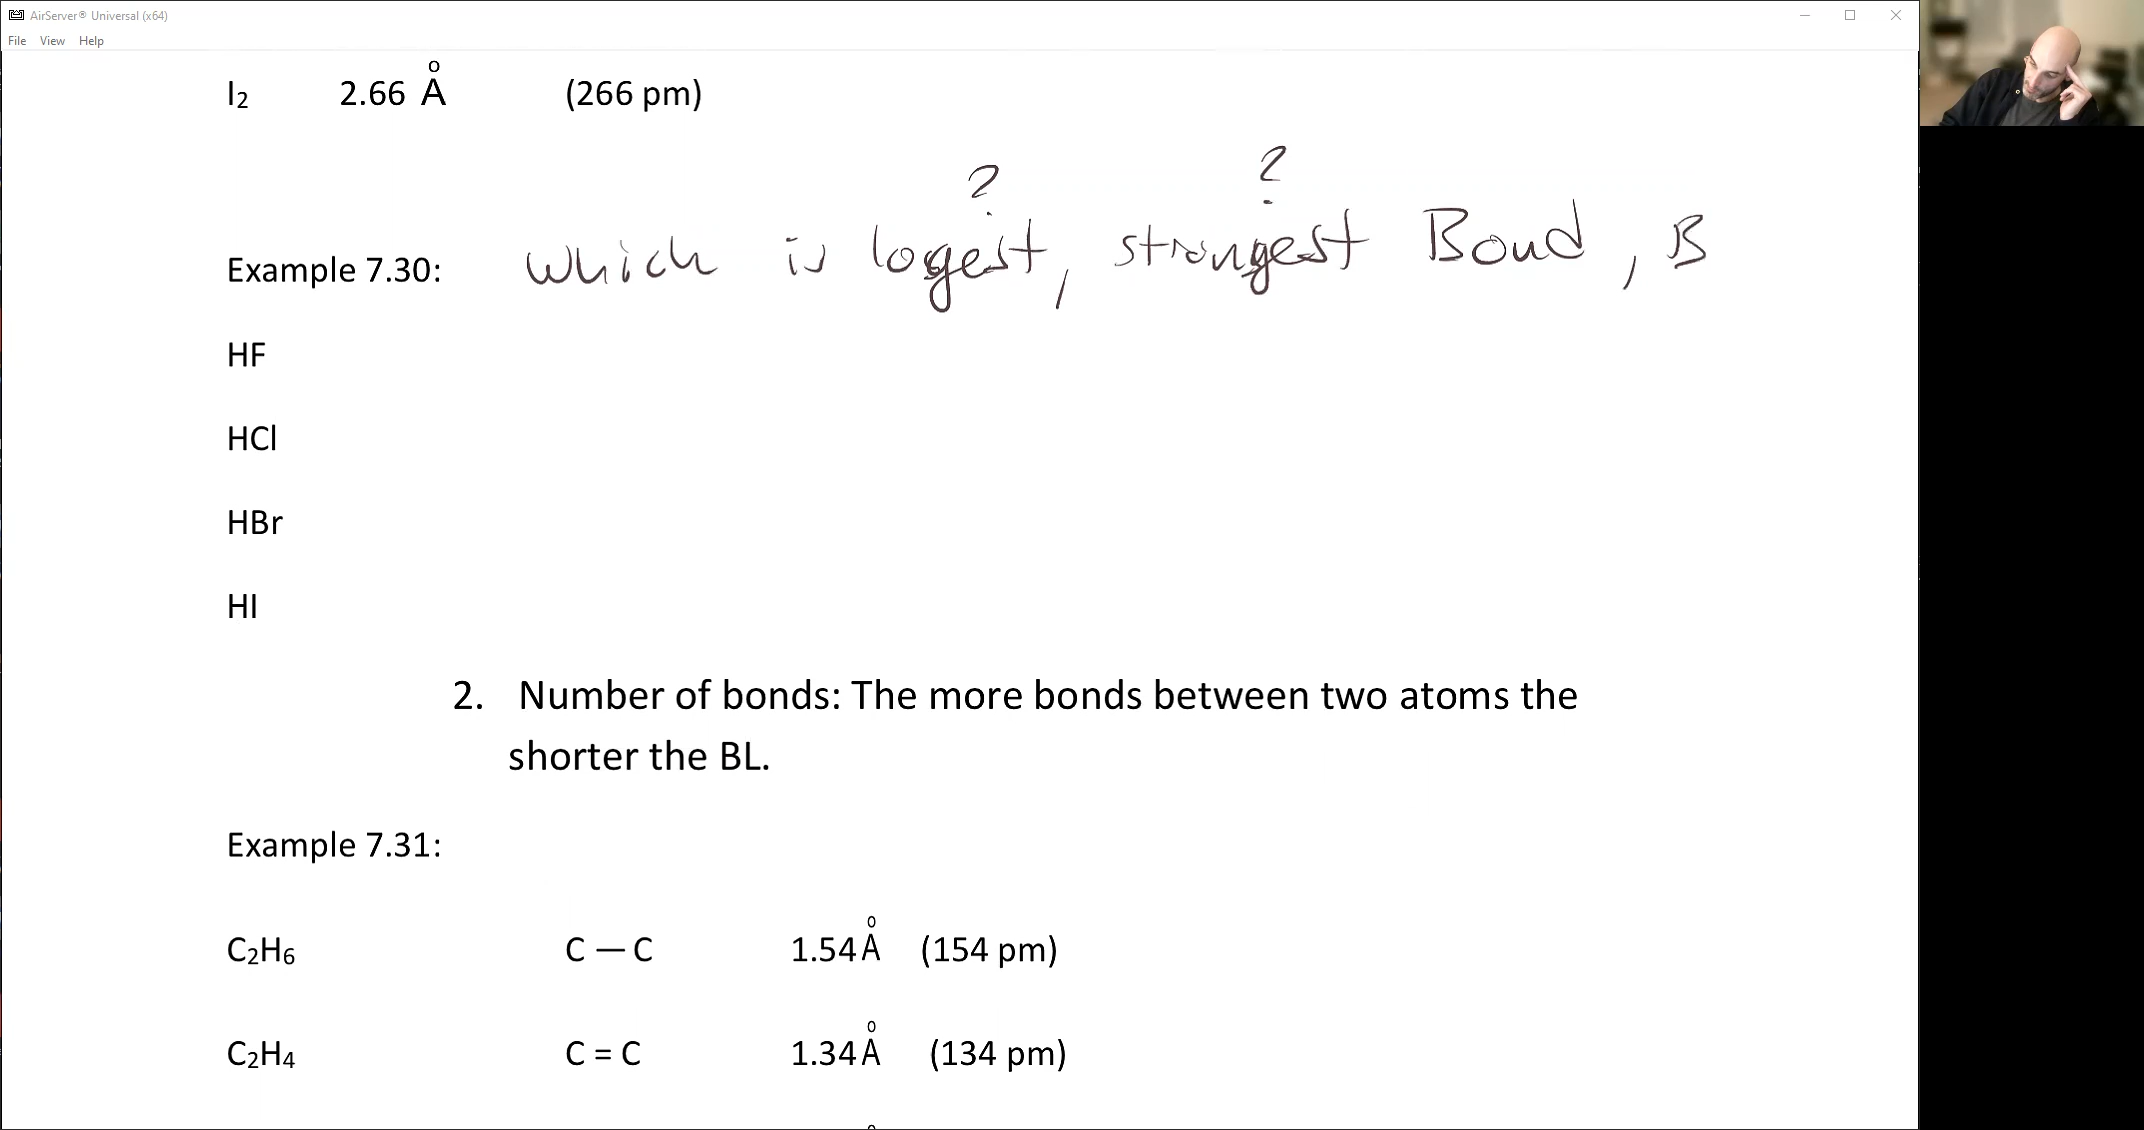 AirServer® Universal (x64)
File View Help
I2 2.66 Å (266 pm)
? ?
Example 7.30: which is logest, strongest Bond, B
HF
HCl
HBr
HI
2. Number of bonds: The more bonds between two atoms the
shorter the BL.
Example 7.31:
C2H6 C — C 1.54 Å (154 pm)
C2H4 C = C 1.34 Å (134 pm)